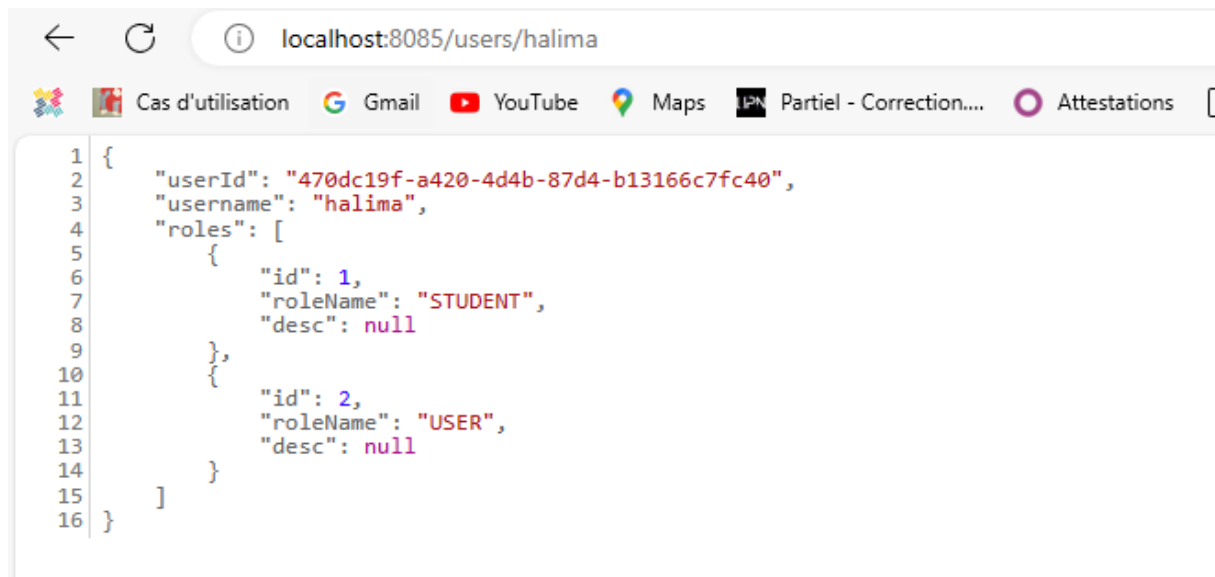 localhost:8085/users/halima
Cas d'utilisation Gmail YouTube Maps UPN Partiel - Correction.... Attestations
1 {
2 "userId": "470dc19f-a420-4d4b-87d4-b13166c7fc40",
3 "username": "halima",
4 "roles": [
5 {
6 "id": 1,
7 "roleName": "STUDENT",
8 "desc": null
9 },
10 {
11 "id": 2,
12 "roleName": "USER",
13 "desc": null
14 }
15 ]
16 }